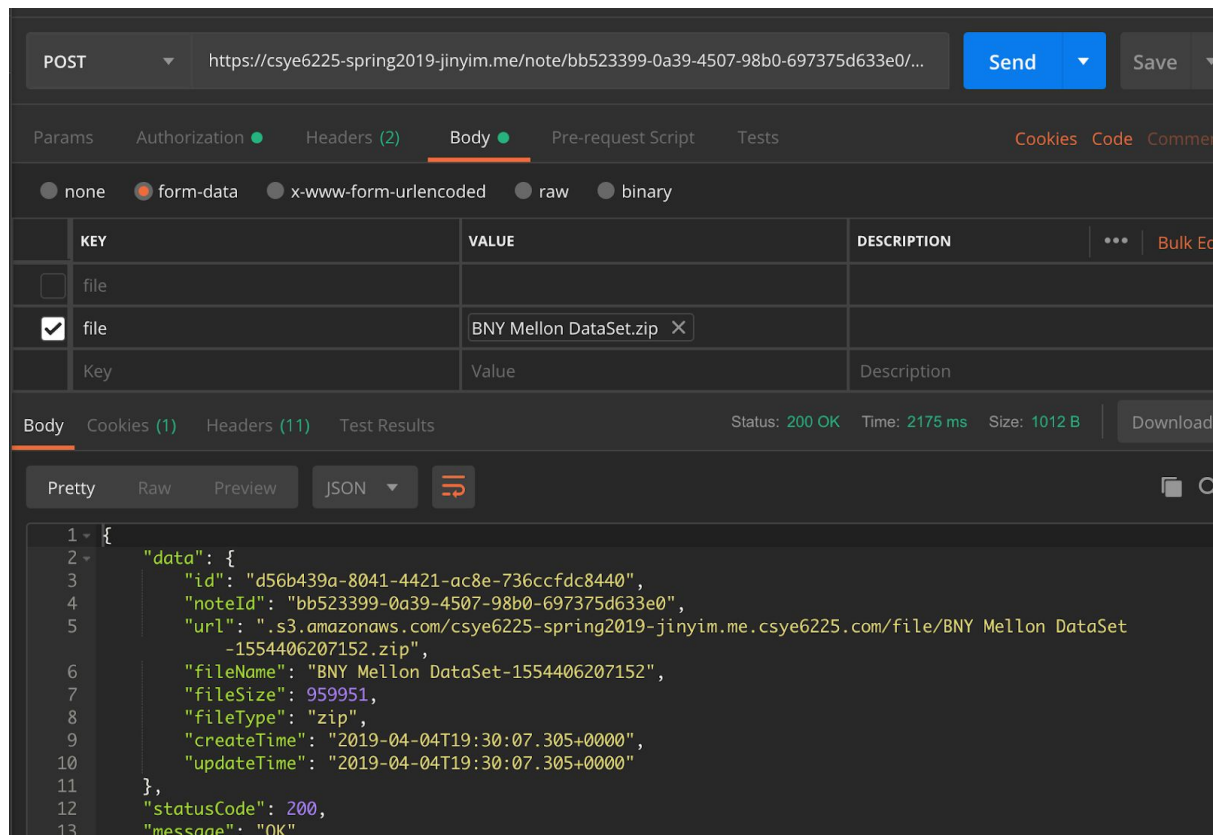 POST https://csye6225-spring2019-jinyim.me/note/bb523399-0a39-4507-98b0-697375d633e0/... Send Save
Params Authorization Headers (2) Body Pre-request Script Tests Cookies Code Commen
none form-data x-www-form-urlencoded raw binary
KEY VALUE DESCRIPTION ••• Bulk Ed
file
file BNY Mellon DataSet.zip
Key Value Description
Body Cookies (1) Headers (11) Test Results Status: 200 OK Time: 2175 ms Size: 1012 B Download
Pretty Raw Preview JSON
1 {
2 "data": {
3 "id": "d56b439a-8041-4421-ac8e-736ccfdc8440",
4 "noteId": "bb523399-0a39-4507-98b0-697375d633e0",
5 "url": ".s3.amazonaws.com/csye6225-spring2019-jinyim.me.csye6225.com/file/BNY Mellon DataSet
-1554406207152.zip",
6 "fileName": "BNY Mellon DataSet-1554406207152",
7 "fileSize": 959951,
8 "fileType": "zip",
9 "createTime": "2019-04-04T19:30:07.305+0000",
10 "updateTime": "2019-04-04T19:30:07.305+0000"
11 },
12 "statusCode": 200,
13 "message": "OK"